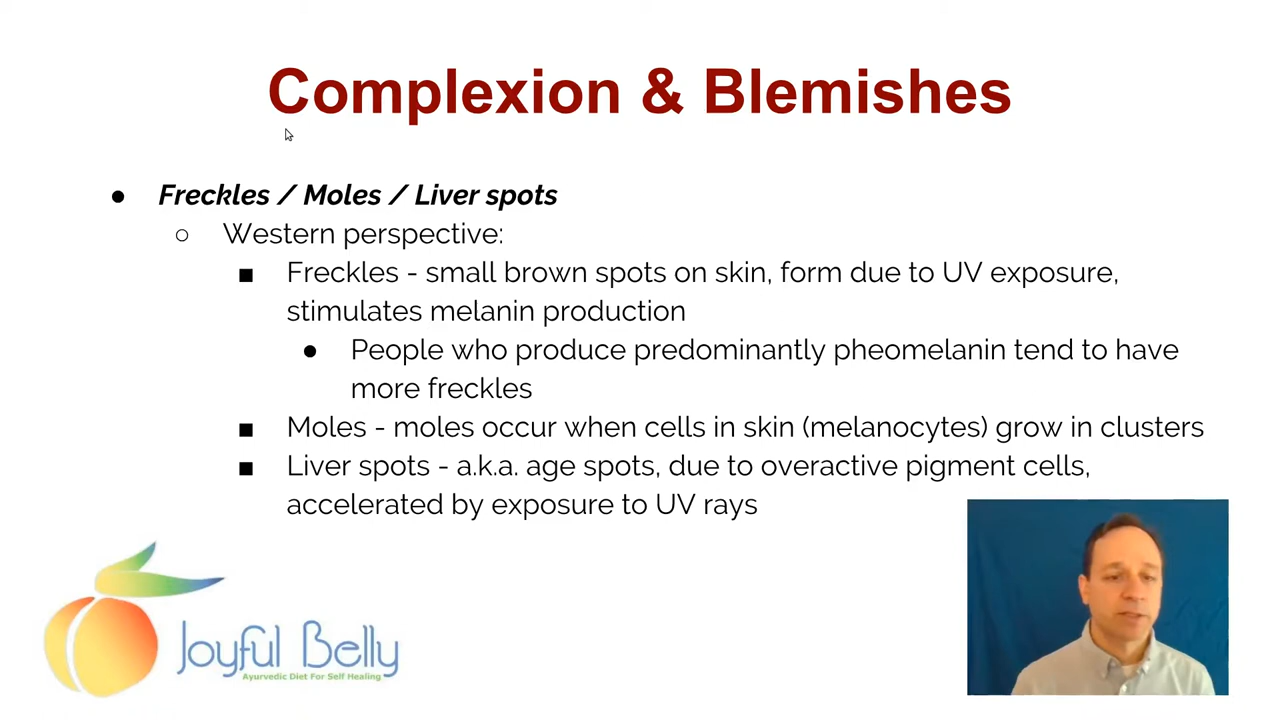 Complexion & Blemishes
● Freckles / Moles / Liver spots
○ Western perspective:
■ Freckles - small brown spots on skin, form due to UV exposure,
stimulates melanin production
● People who produce predominantly pheomelanin tend to have
more freckles
■ Moles - moles occur when cells in skin (melanocytes) grow in clusters
■ Liver spots - a.k.a. age spots, due to overactive pigment cells,
accelerated by exposure to UV rays
Joyful Belly
Ayurvedic Diet For Self Healing